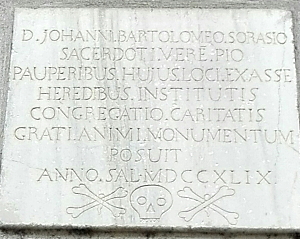 D. JOHANNI. BARTOLOMEO. SORASIO
SACERDOTI. VERĒ. PIO
PAUPERIBUS. HUJUS LOCI. EX ASSE
HEREDIBUS. INSTITUTIS
CONGREGATIO. CARITATIS
GRATI. ANIMI. MONUMENTUM
POSUIT
ANNO. SAL. MDCCXLIX.